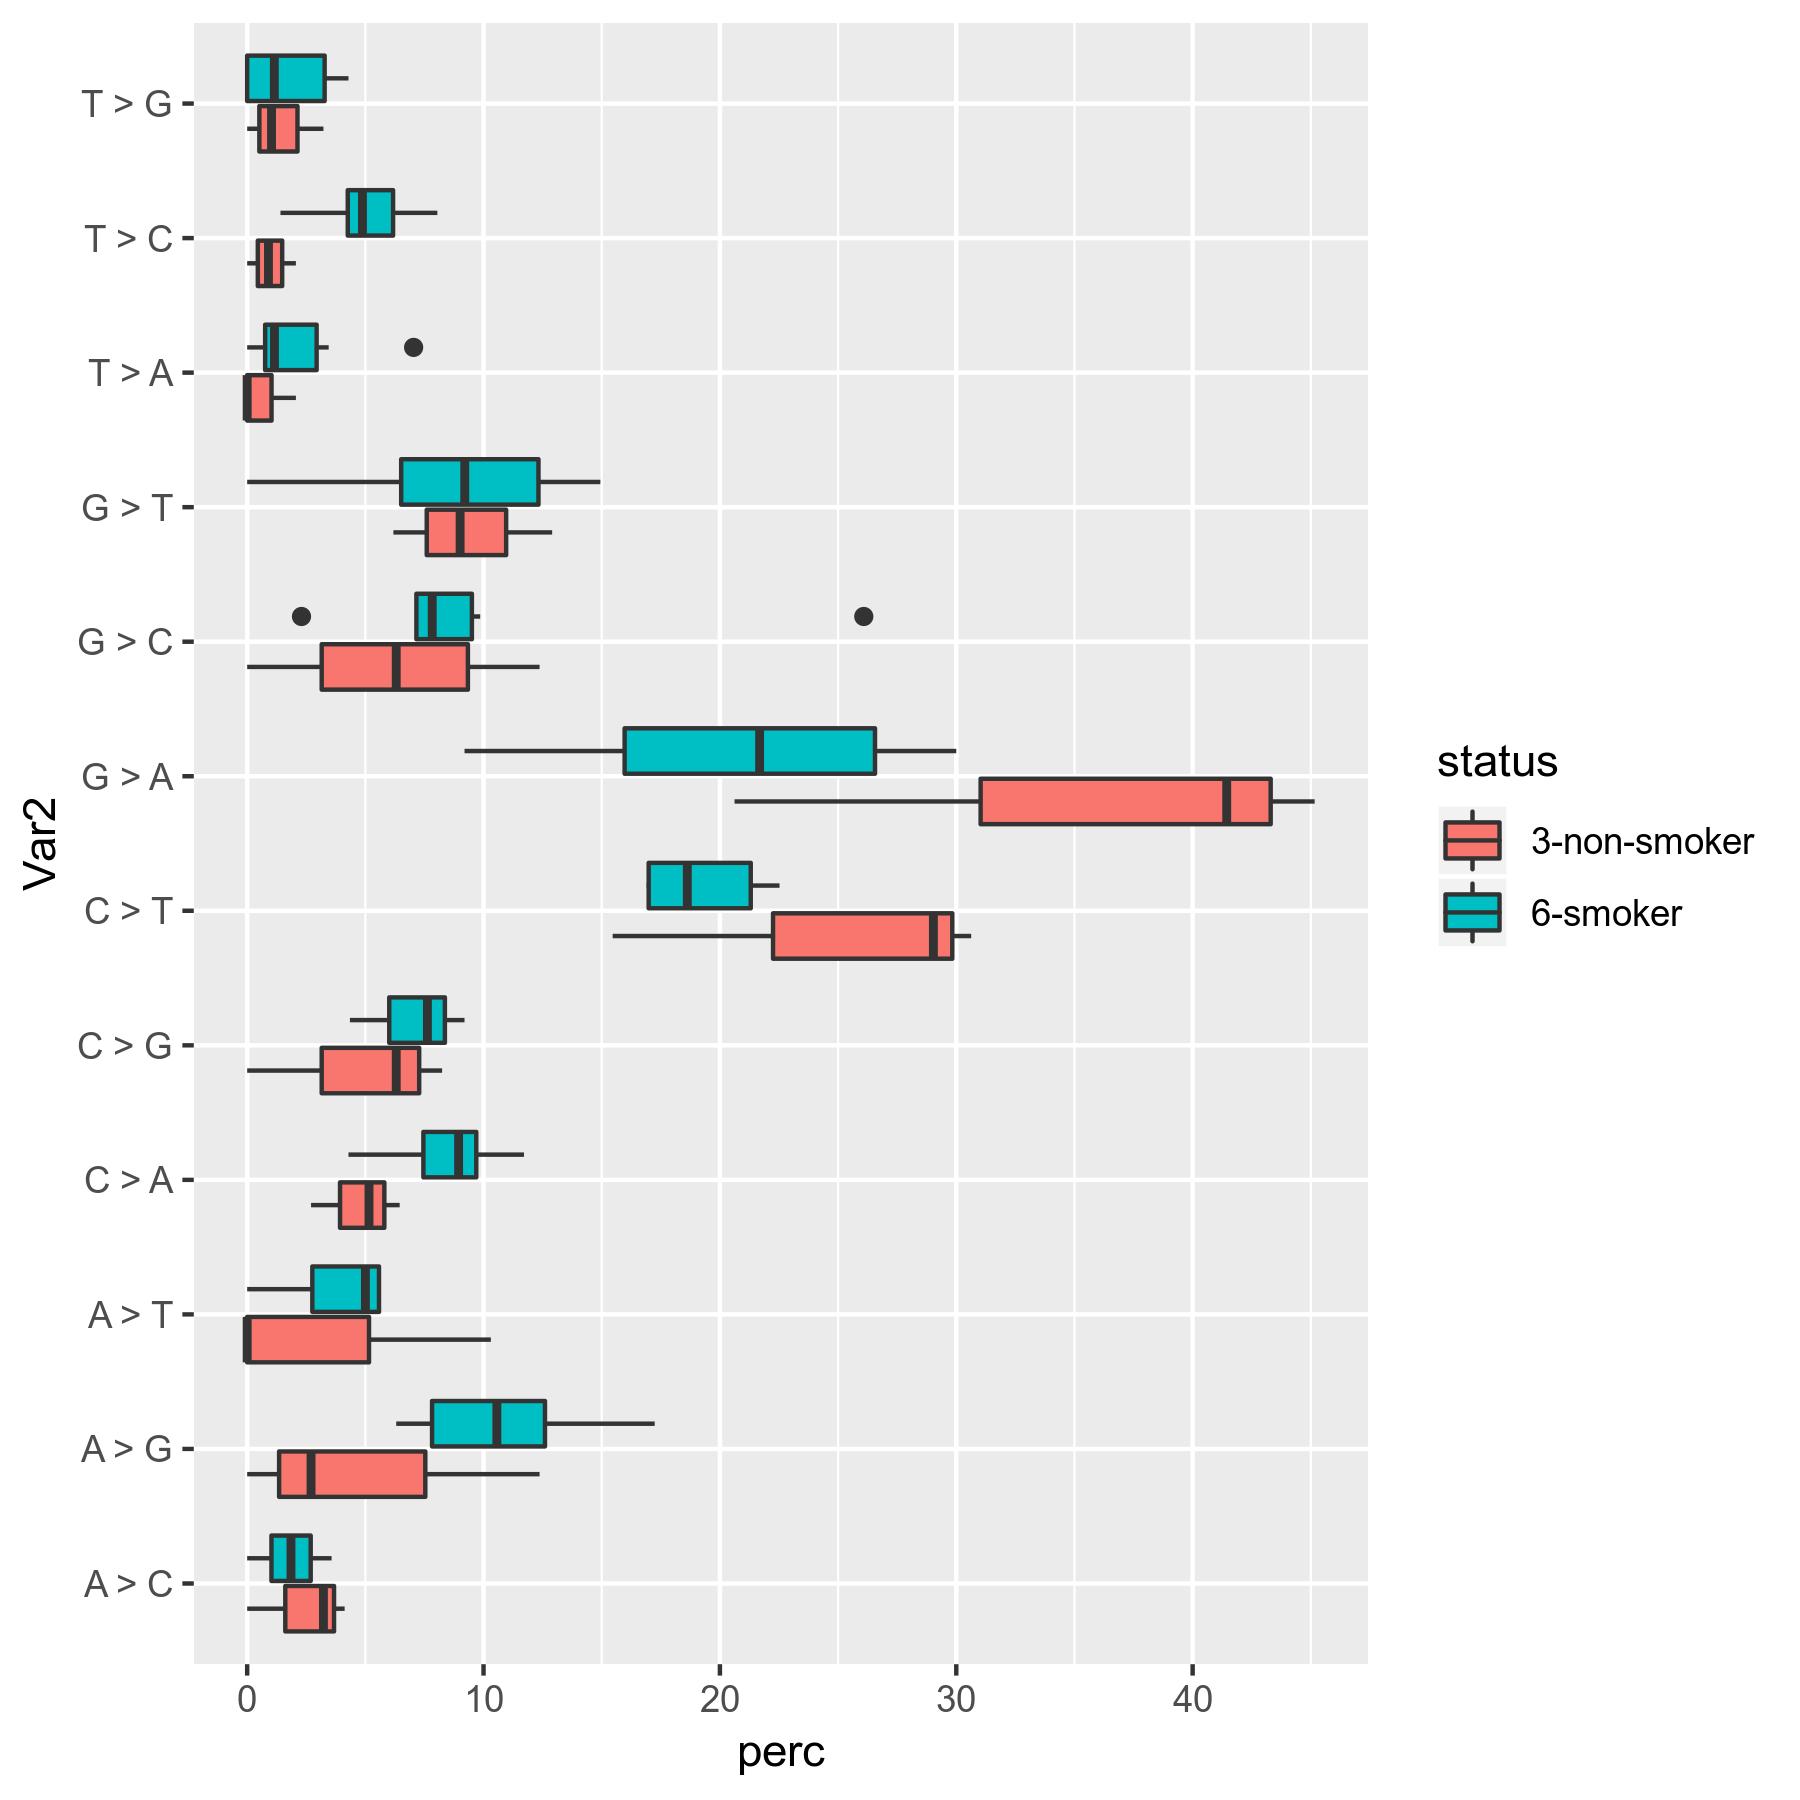 T > G
T > C
T > A
G > T
G > C
G > A
C > T
C > G
C > A
A > T
A > G
A > C
Var2
0 10 20 30 40
perc
status
3-non-smoker
6-smoker